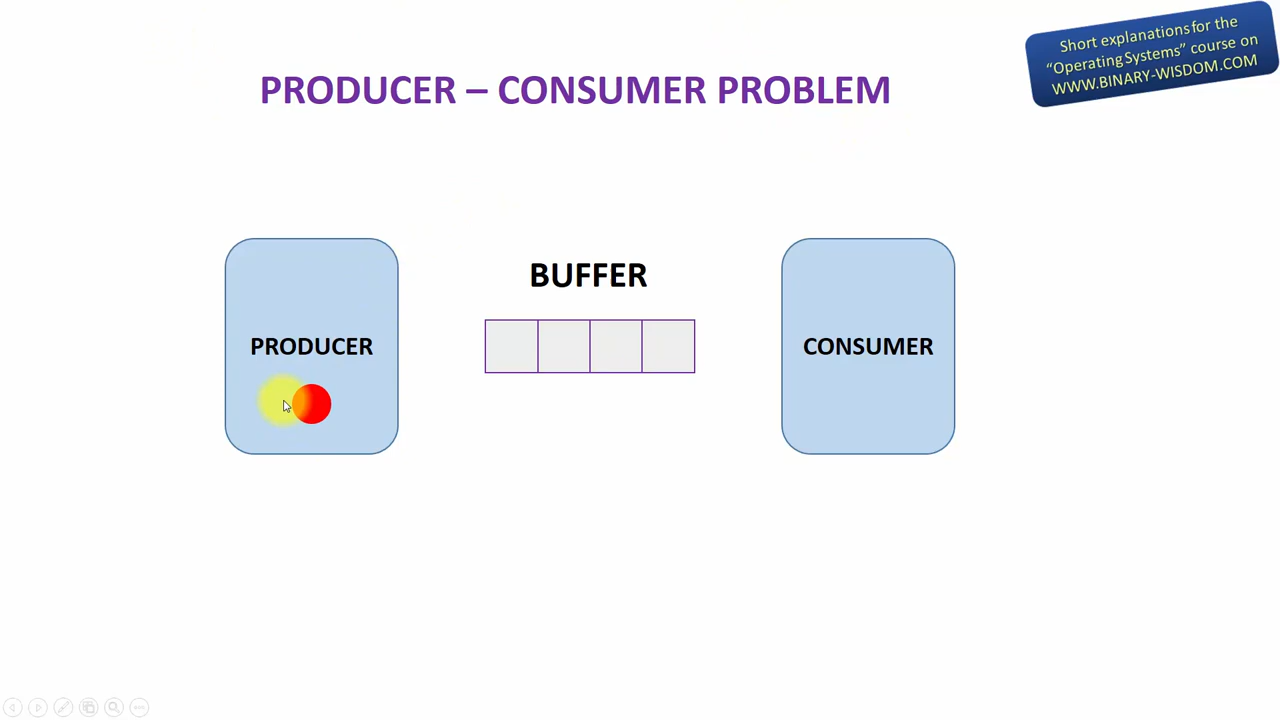 Short explanations for the
"Operating Systems" course on
WWW.BINARY-WISDOM.COM
PRODUCER – CONSUMER PROBLEM
BUFFER
PRODUCER
CONSUMER